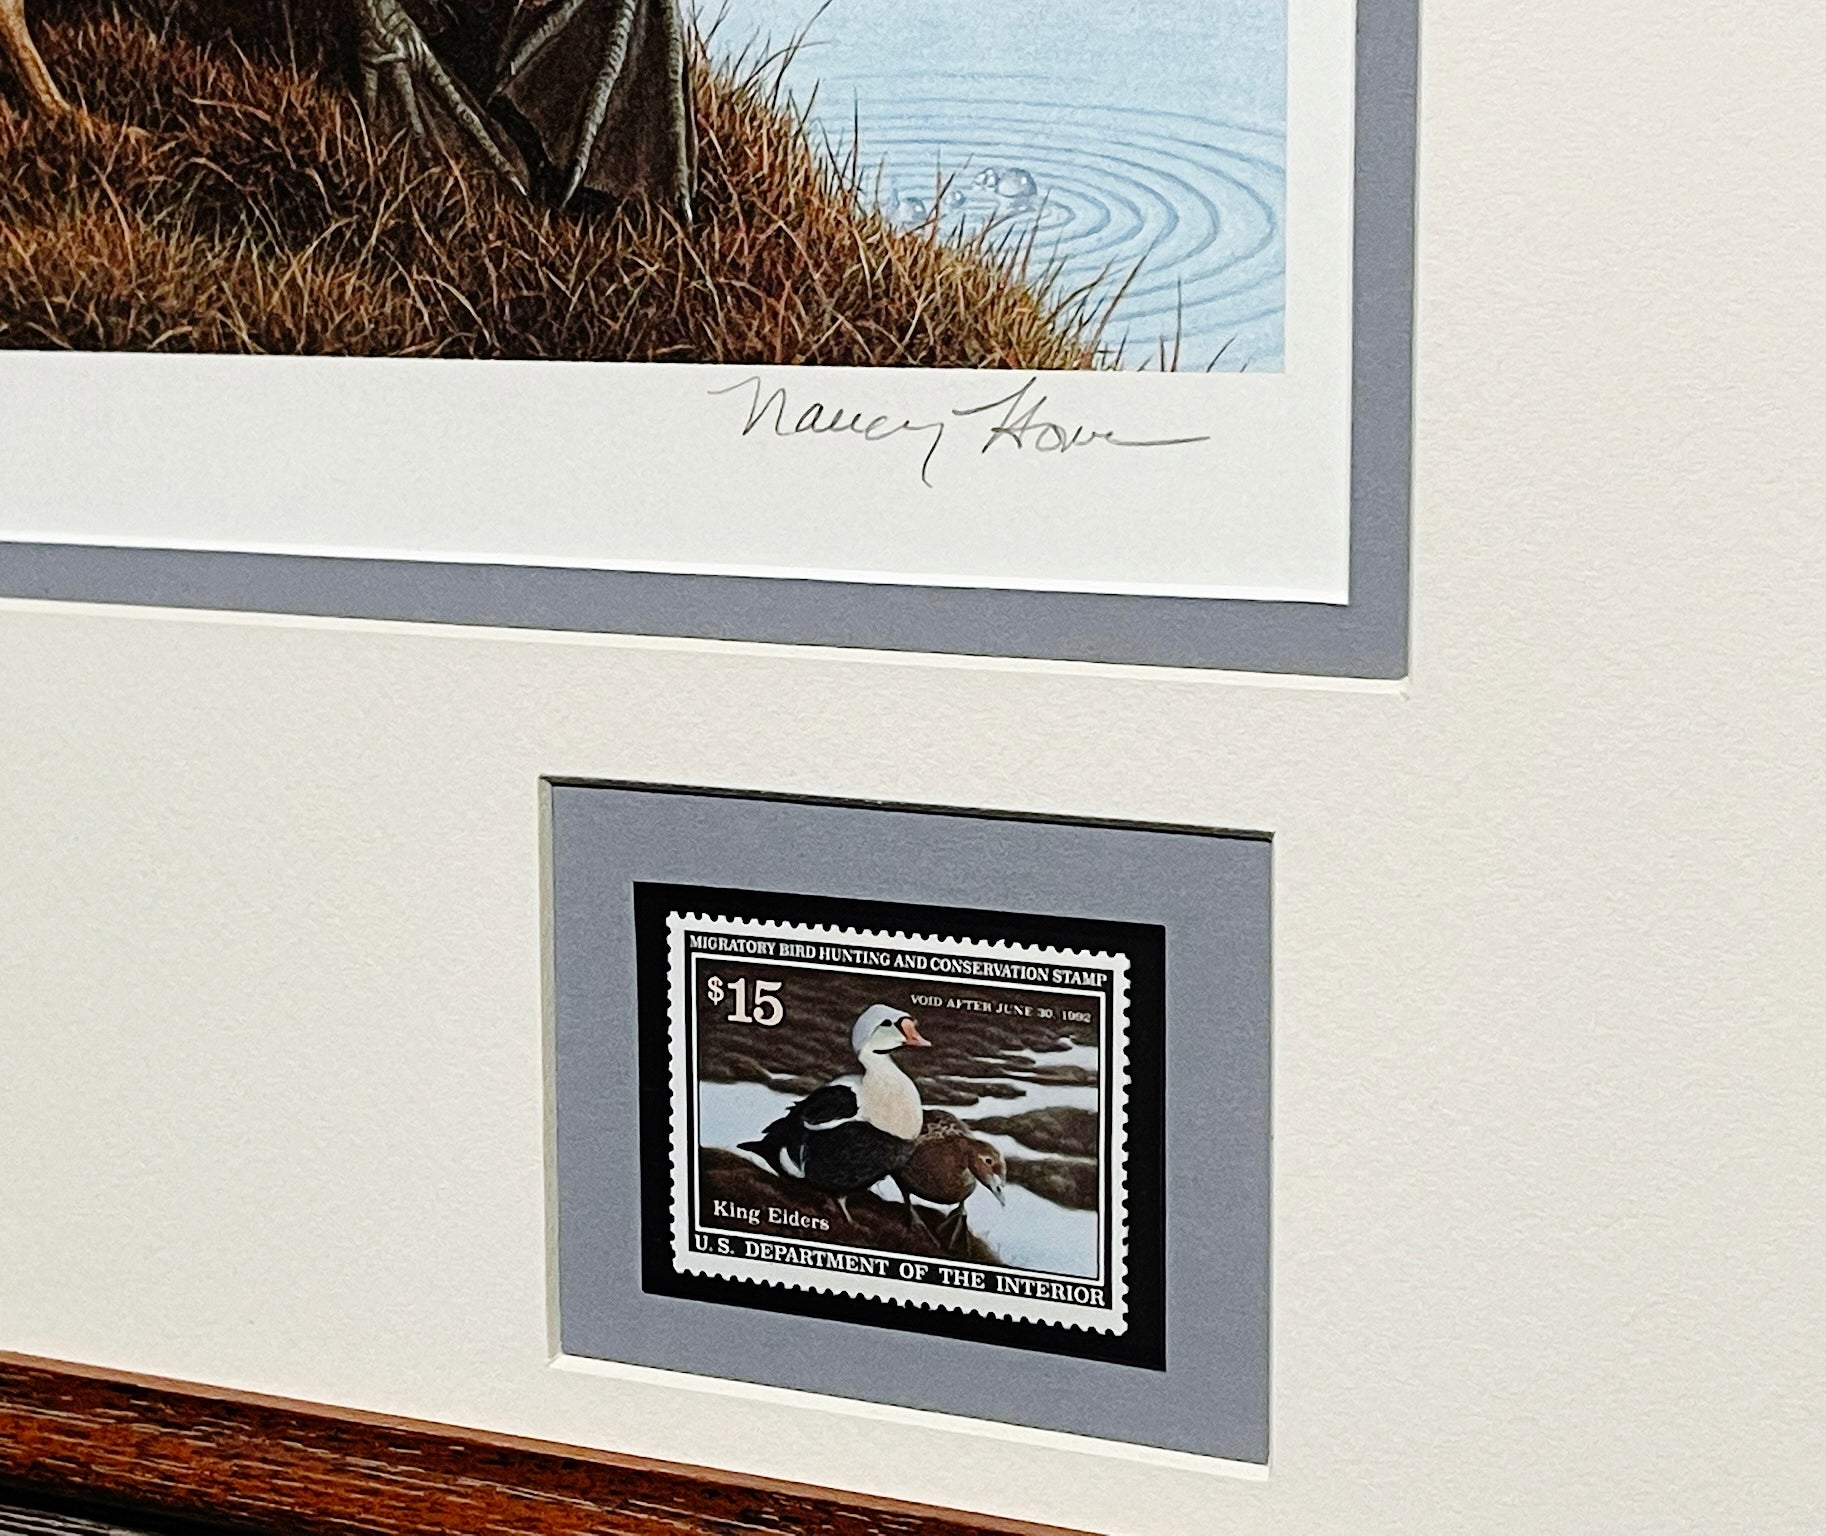 Nancy Howe
MIGRATORY BIRD HUNTING AND CONSERVATION STAMP
$15
VOID AFTER JUNE 30, 1992
King Eiders
U.S. DEPARTMENT OF THE INTERIOR